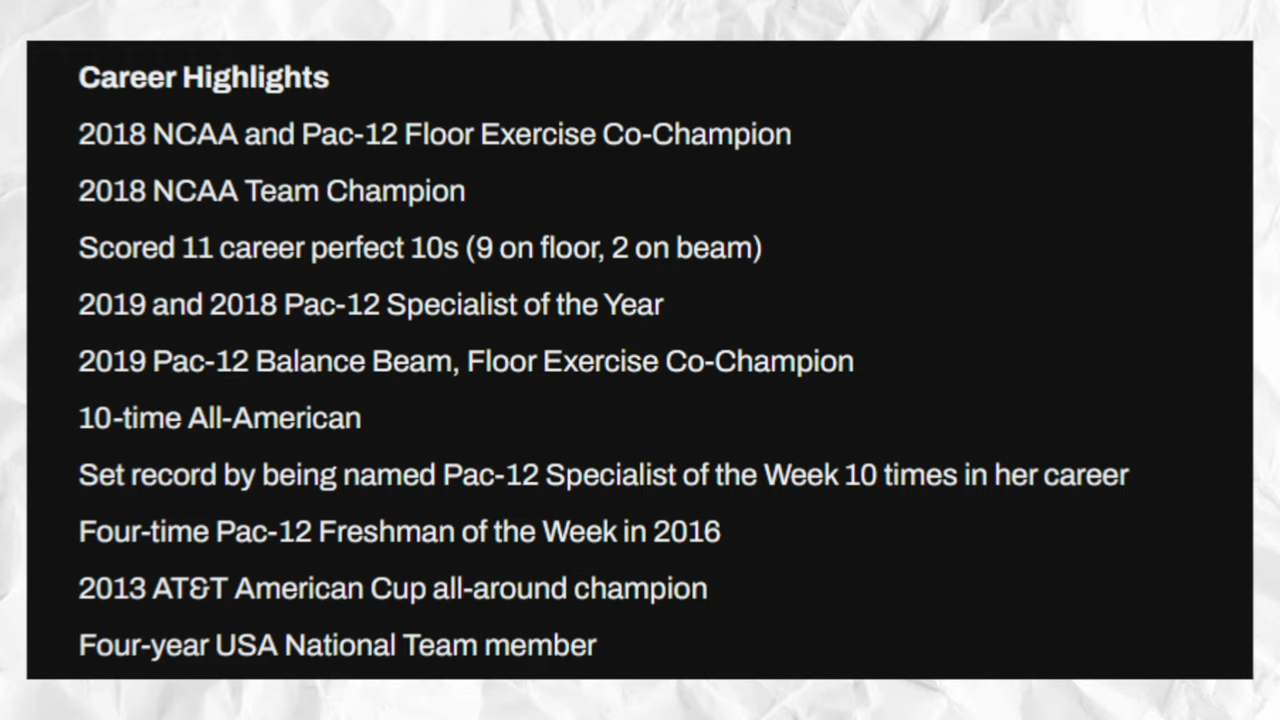 Career Highlights
2018 NCAA and Pac-12 Floor Exercise Co-Champion
2018 NCAA Team Champion
Scored 11 career perfect 10s (9 on floor, 2 on beam)
2019 and 2018 Pac-12 Specialist of the Year
2019 Pac-12 Balance Beam, Floor Exercise Co-Champion
10-time All-American
Set record by being named Pac-12 Specialist of the Week 10 times in her career
Four-time Pac-12 Freshman of the Week in 2016
2013 AT&T American Cup all-around champion
Four-year USA National Team member